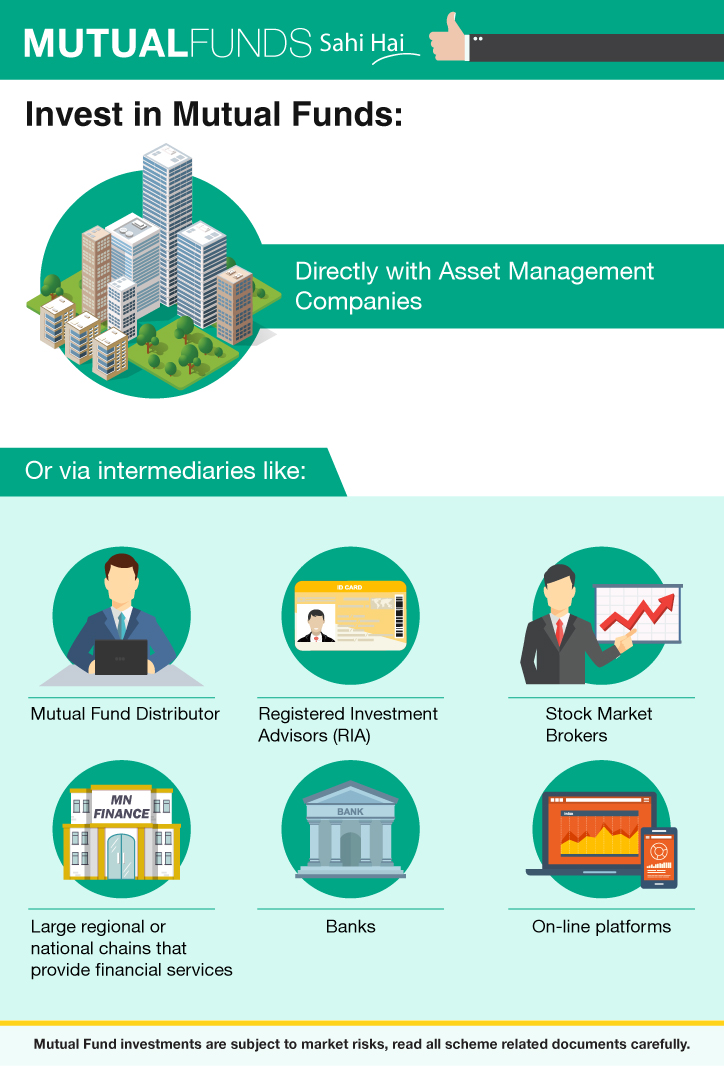 MUTUALFUNDS Sahi Hai
Invest in Mutual Funds:
Directly with Asset Management
Companies
Or via intermediaries like:
Mutual Fund Distributor
ID CARD
Registered Investment
Advisors (RIA)
Stock Market
Brokers
MN
FINANCE
Large regional or
national chains that
provide financial services
BANK
Banks
On-line platforms
Mutual Fund investments are subject to market risks, read all scheme related documents carefully.